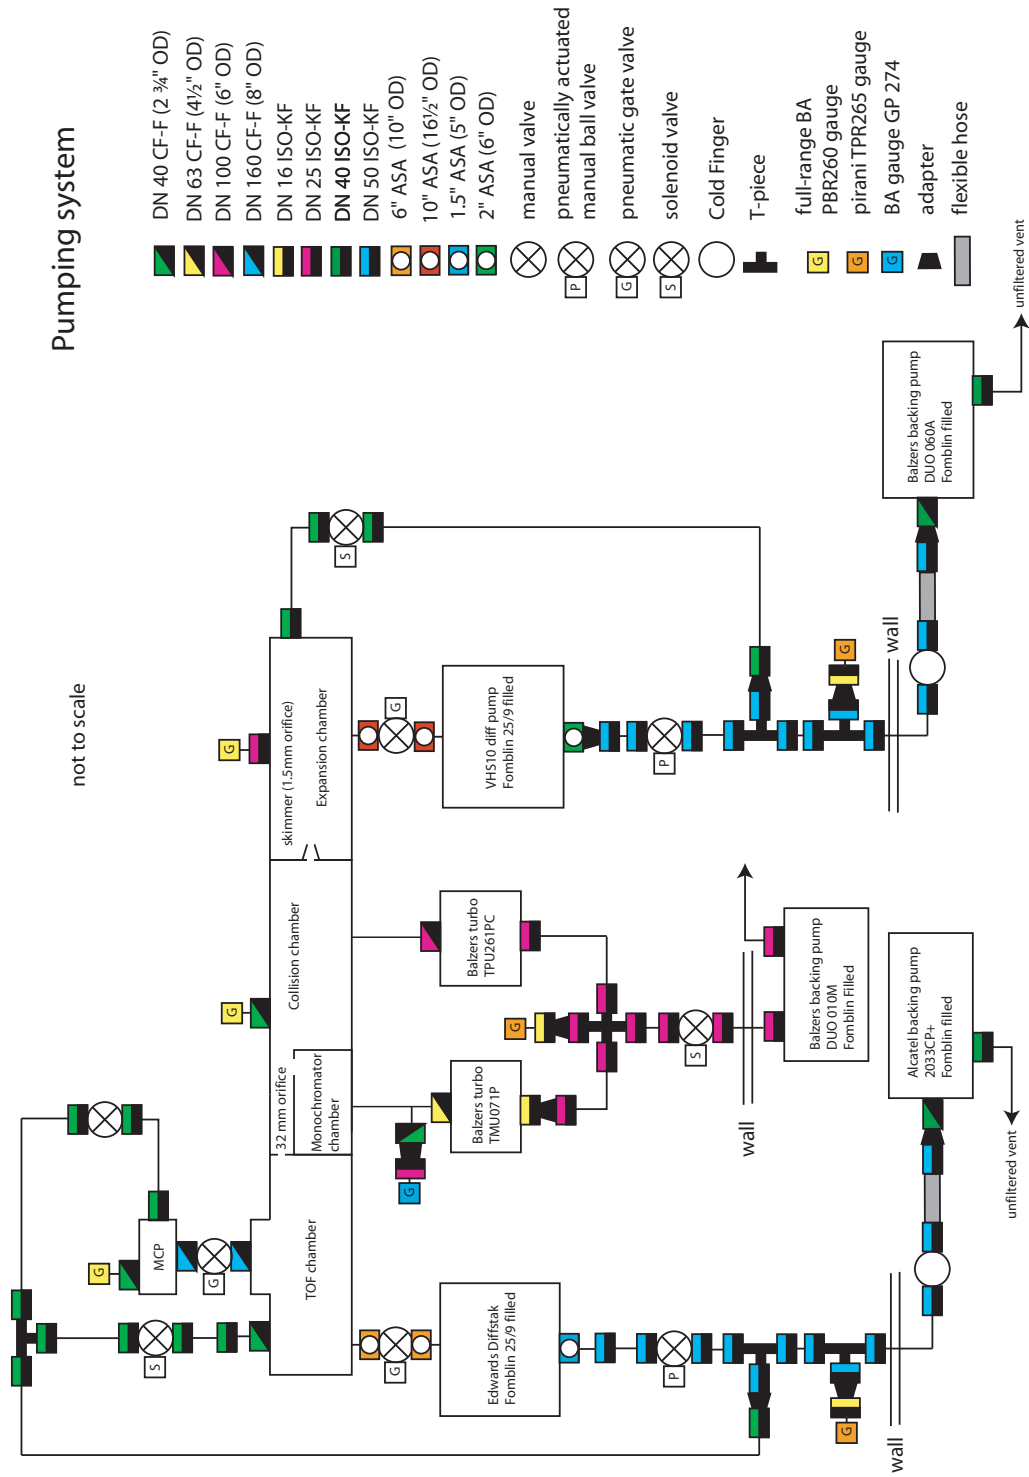 Pumping system
not to scale
DN 40 CF-F (2 ¾" OD)
DN 63 CF-F (4½" OD)
DN 100 CF-F (6" OD)
DN 160 CF-F (8" OD)
DN 16 ISO-KF
DN 25 ISO-KF
DN 40 ISO-KF
DN 50 ISO-KF
6" ASA (10" OD)
10" ASA (16½" OD)
1.5" ASA (5" OD)
2" ASA (6" OD)
manual valve
P
pneumatically actuated
manual ball valve
G
pneumatic gate valve
S
solenoid valve
Cold Finger
T-piece
G
full-range BA
PBR260 gauge
G
pirani TPR265 gauge
G
BA gauge GP 274
adapter
flexible hose
G
MCP
G
S
TOF chamber
32 mm orifice
Monochromator
chamber
G
Collision chamber
G
skimmer (1.5mm orifice)
Expansion chamber
S
G
Edwards Diffstak
Fomblin 25/9 filled
P
G
wall
Alcatel backing pump
2033CP+
Fomblin filled
unfiltered vent
G
Balzers turbo
TMU071P
Balzers turbo
TPU261PC
G
S
wall
Balzers backing pump
DUO 010M
Fomblin Filled
G
VHS10 diff pump
Fomblin 25/9 filled
P
G
wall
Balzers backing pump
DUO 060A
Fomblin filled
unfiltered vent